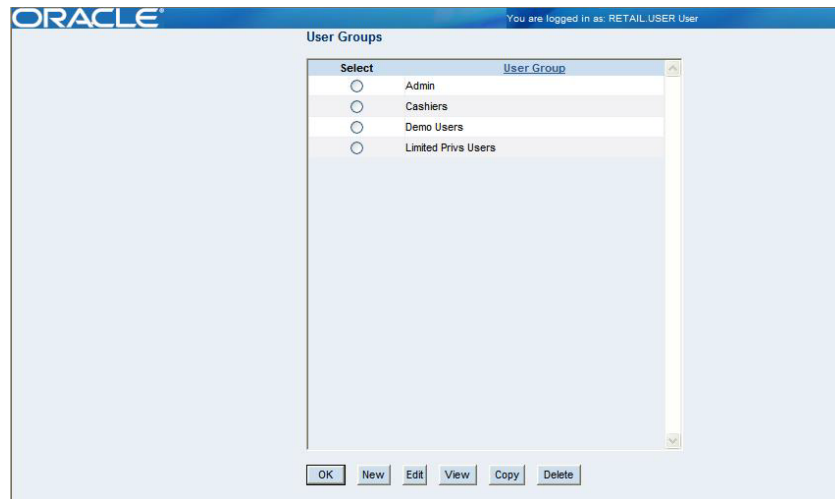 ORACLE® You are logged in as: RETAIL.USER User
User Groups
Select User Group
Admin
Cashiers
Demo Users
Limited Privs Users
OK New Edit View Copy Delete